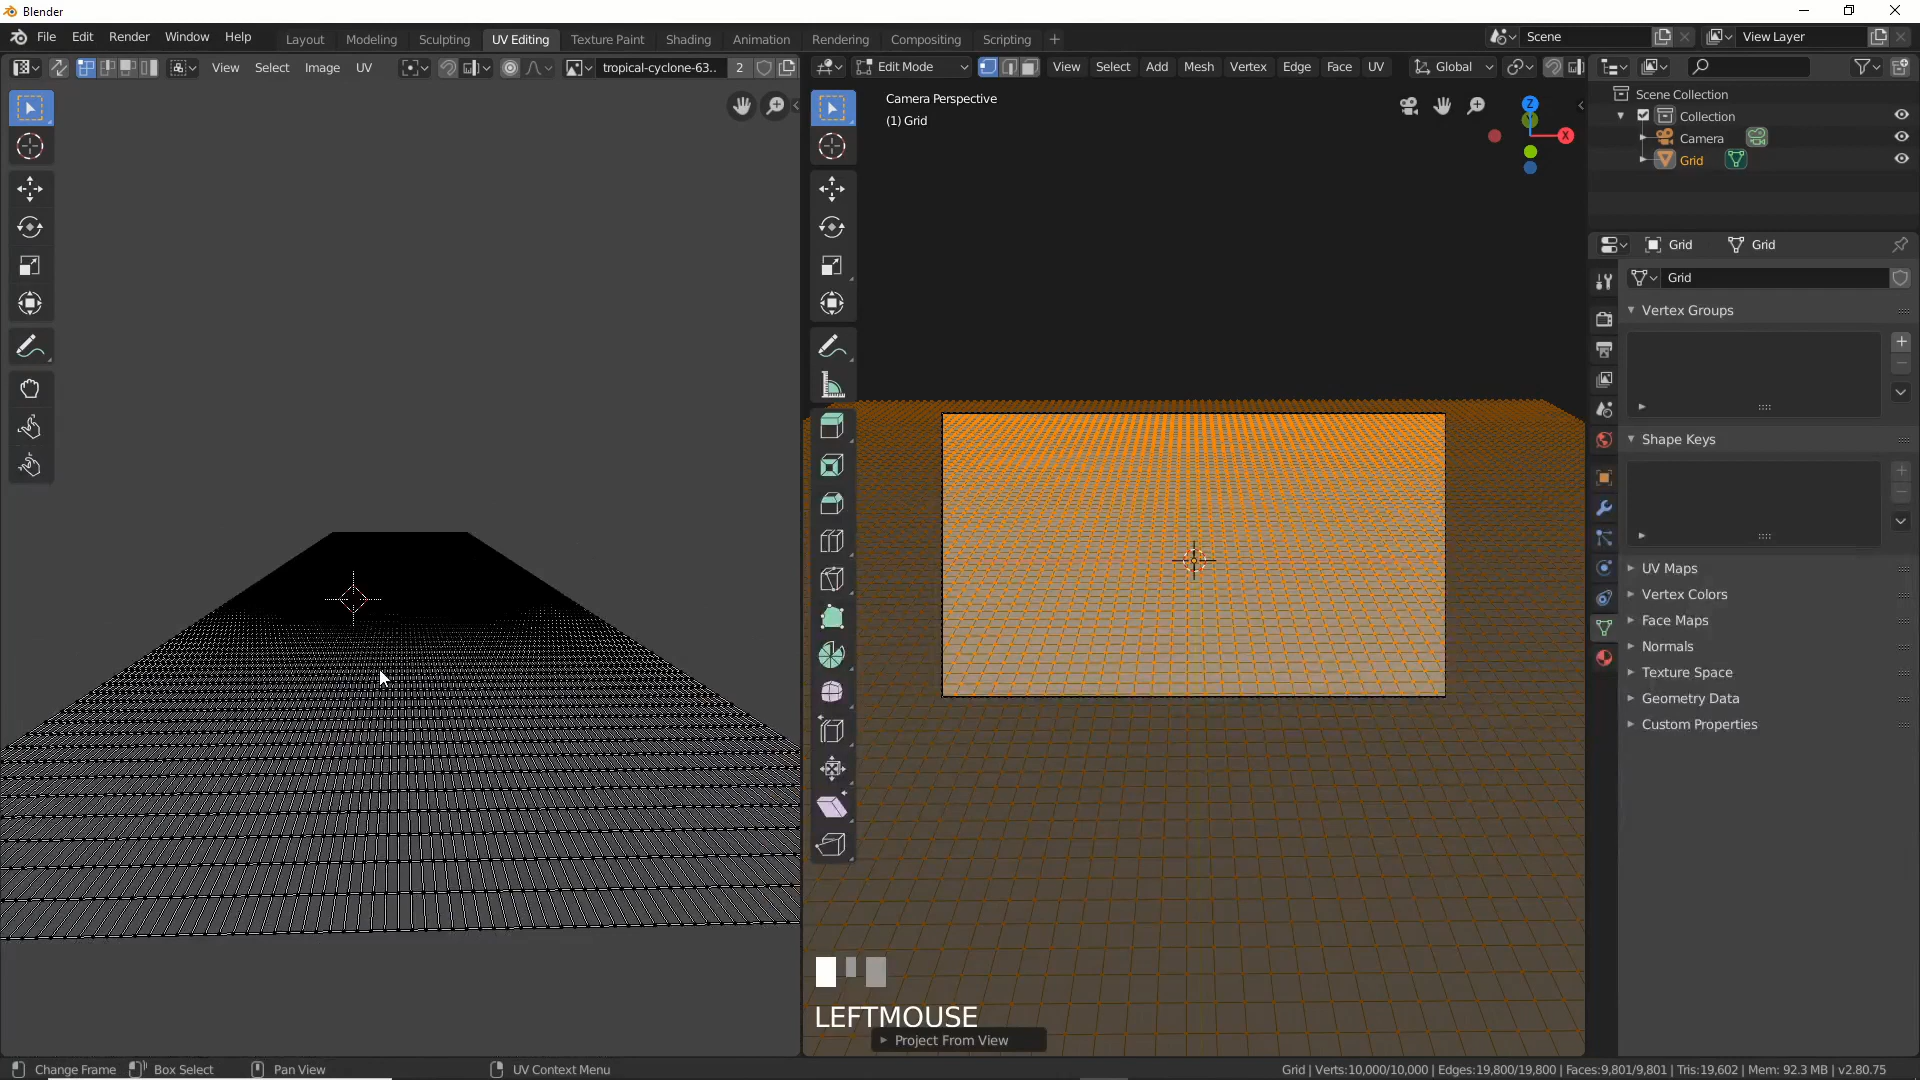 Blender
File Edit Render Window Help
Layout Modeling Sculpting UV Editing Texture Paint Shading Animation Rendering Compositing Scripting +
Scene
View Layer
View Select Image UV
tropical-cyclone-63.. 2
Edit Mode
View Select Add Mesh Vertex Edge Face UV
Global
Camera Perspective
(1) Grid
Z
X
Scene Collection
Collection
Camera
Grid
Grid
Grid
Grid
Vertex Groups
Shape Keys
UV Maps
Vertex Colors
Face Maps
Normals
Texture Space
Geometry Data
Custom Properties
LEFTMOUSE
Project From View
Change Frame
Box Select
Pan View
UV Context Menu
Grid | Verts:10,000/10,000 | Edges:19,800/19,800 | Faces:9,801/9,801 | Tris:19,602 | Mem: 92.3 MB | v2.80.75